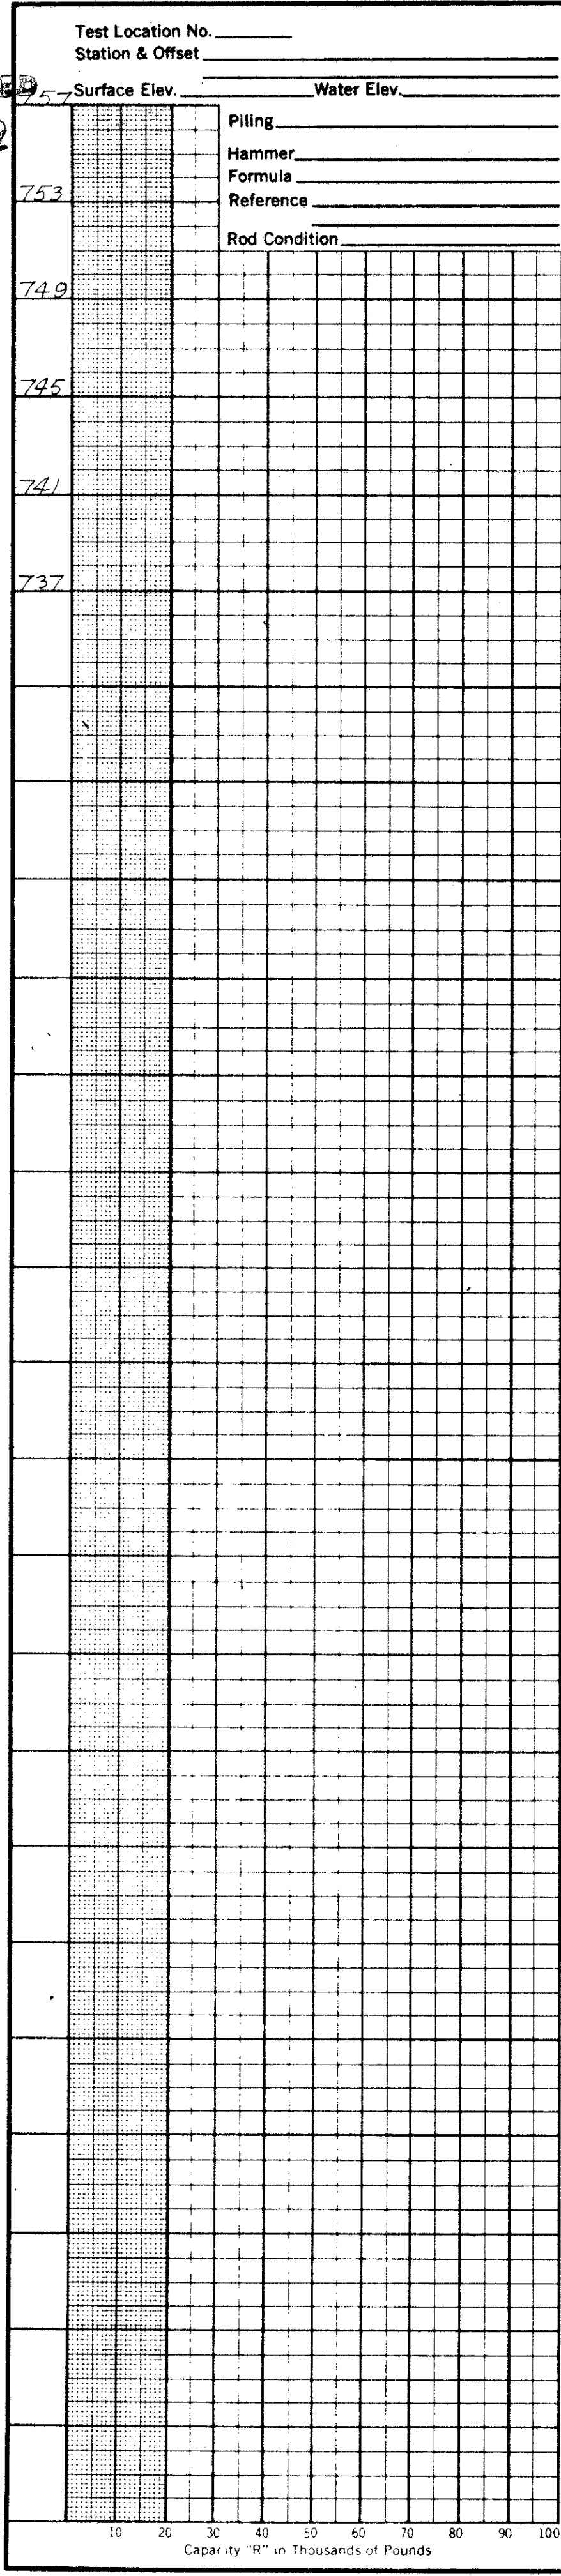 Test Location No.
Station & Offset
Surface Elev. Water Elev.
757
Piling
Hammer
Formula
753
Reference
Rod Condition
749
745
741
737
10 20 30 40 50 60 70 80 90 100
Capacity "R" in Thousands of Pounds